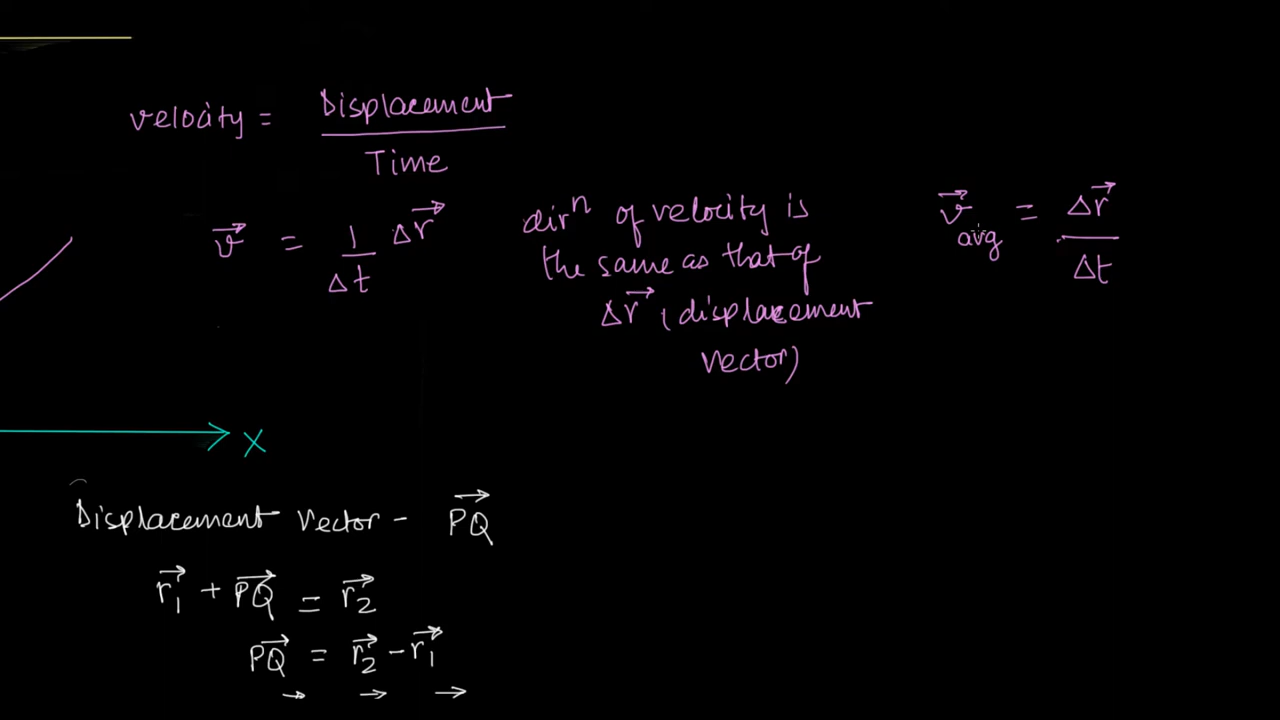 velocity = Displacement / Time
v⃗ = 1/Δt Δr⃗
dirⁿ of velocity is
the same as that of
Δr⃗ (displacement
vector)
v⃗avg = Δr⃗ / Δt
X
Displacement vector - PQ⃗
r⃗₁ + PQ⃗ = r⃗₂
PQ⃗ = r⃗₂ - r⃗₁